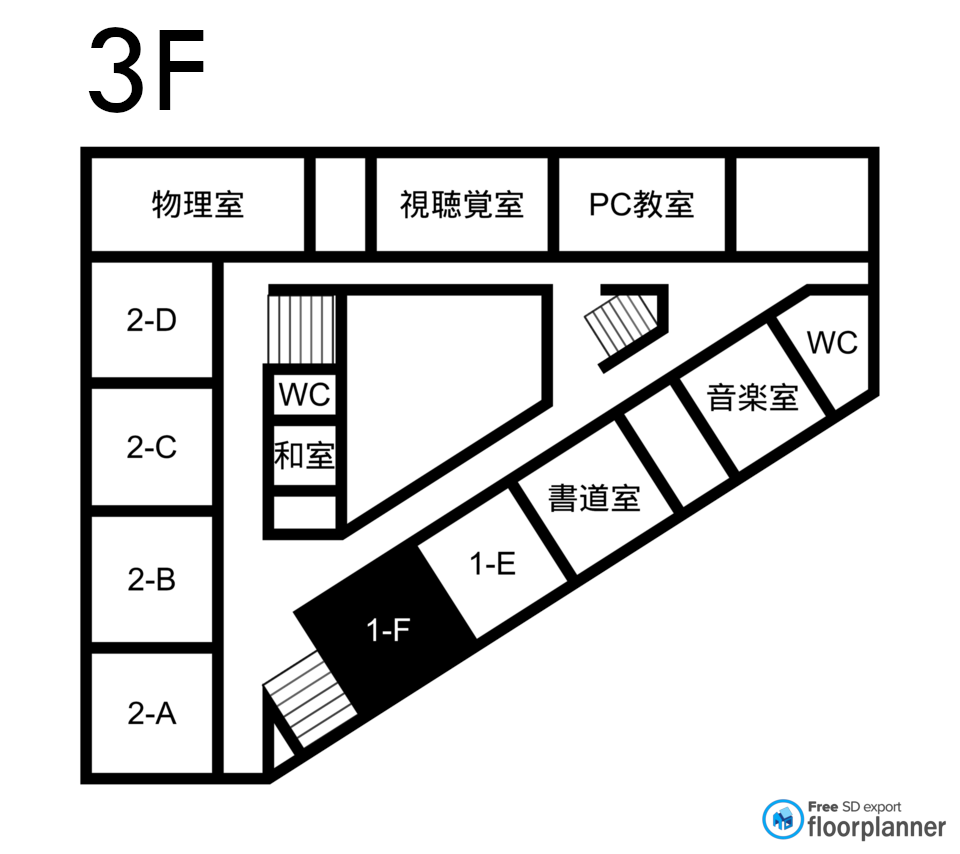 3F
物理室
視聴覚室
PC教室
2-D
WC
WC
2-C
和室
音楽室
書道室
2-B
1-E
1-F
2-A
Free SD export
floorplanner